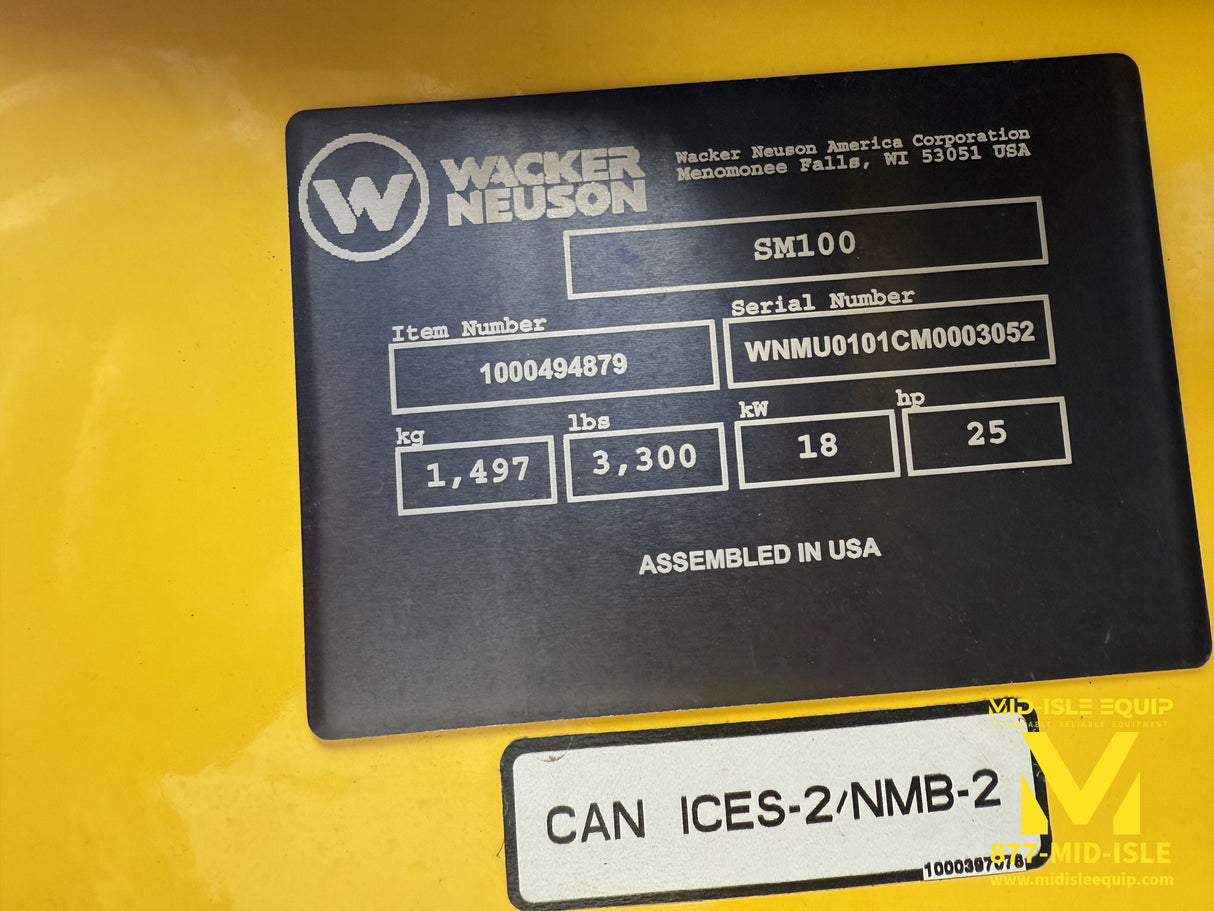 W
WACKER
NEUSON
Wacker Neuson America Corporation
Menomonee Falls, WI 53051 USA
SM100
Item Number
1000494879
Serial Number
WNMU0101CM0003052
kg
1,497
lbs
3,300
kW
18
hp
25
ASSEMBLED IN USA
CAN ICES-2/NMB-2
MID-ISLE EQUIP
RELIABLE EQUIPMENT
M
877-MID-ISLE
www.midisleequip.com